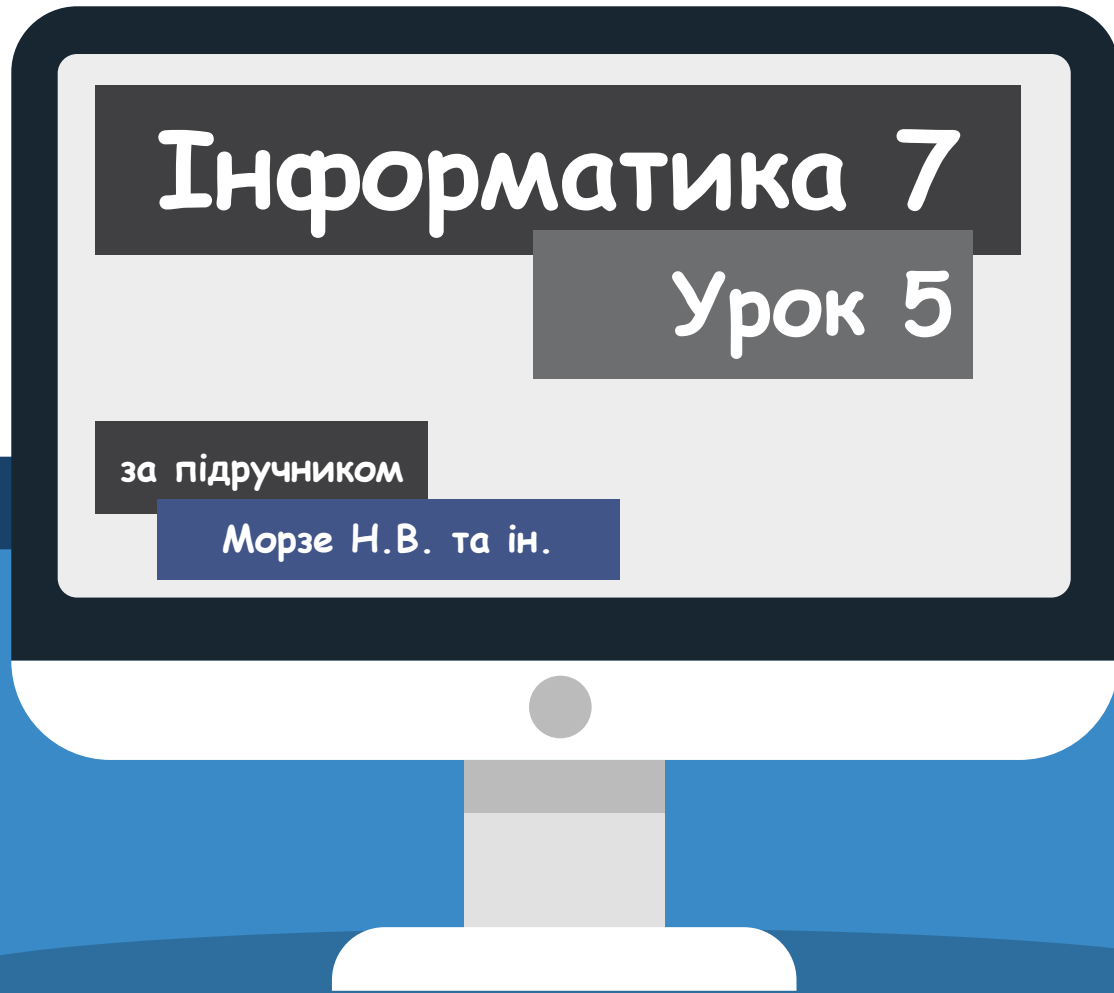 Інформатика 7
Урок 5
за підручником
Морзе Н.В. та ін.